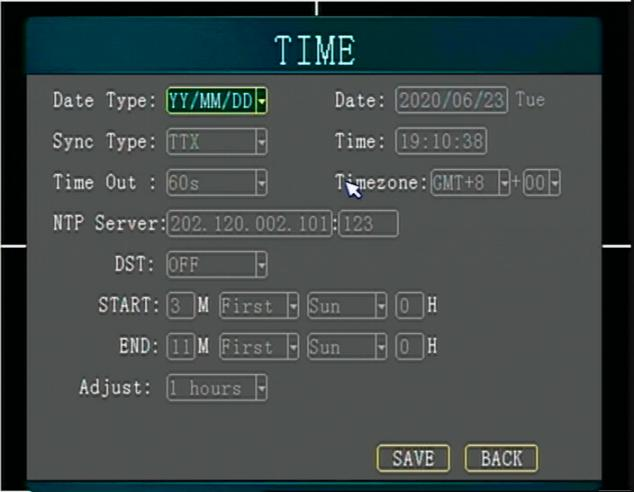 TIME
Date Type: YY/MM/DD Date: 2020/06/23 Tue
Sync Type: TTX Time: 19:10:38
Time Out : 60s Timezone: GMT+8 +00
NTP Server: 202.120.002.101:123
DST: OFF
START: 3 M First Sun 0 H
END: 11 M First Sun 0 H
Adjust: 1 hours
SAVE BACK